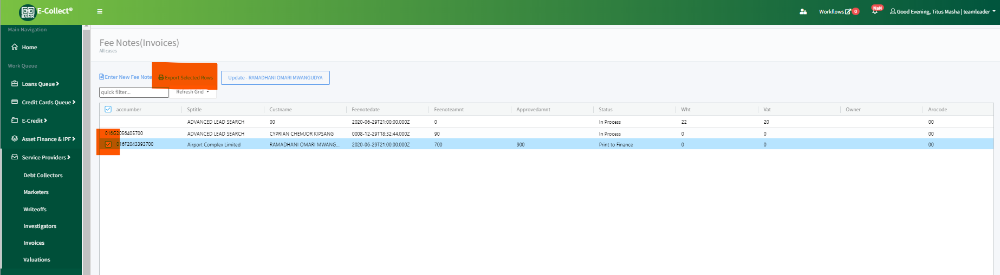 BANK
E-Collect®
Workflows 0
NaN
Good Evening, Titus Masha | teamleader
Main Navigation
Home
Work Queue
Loans Queue
Credit Cards Queue
E-Credit
Asset Finance & IPF
Service Providers
Debt Collectors
Marketers
Writeoffs
Investigators
Invoices
Valuations
Fee Notes(Invoices)
All cases
Enter New Fee Note
Export Selected Rows
Update - RAMADHANI OMARI MWANGUDYA
quick filter...
Refresh Grid
accnumber Sptitle Custname Feenotedate Feenoteamnt Approvedamnt Status Wht Vat Owner Arocode
ADVANCED LEAD SEARCH 00 2020-06-29T21:00:00.000Z 0 In Process 22 20 00
016G2056405700 ADVANCED LEAD SEARCH CYPRIAN CHEMJOR KIPSANG 0008-12-29T18:32:44.000Z 90 In Process 0 0 00
016F2043393700 Airport Complex Limited RAMADHANI OMARI MWANG... 2020-06-29T21:00:00.000Z 700 900 Print to Finance 0 0 00